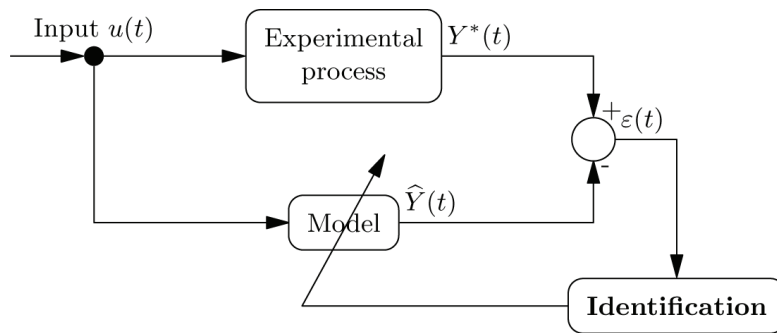 Input u(t)
Experimental
process
Y*(t)
+
ε(t)
-
Model
Ŷ(t)
Identification